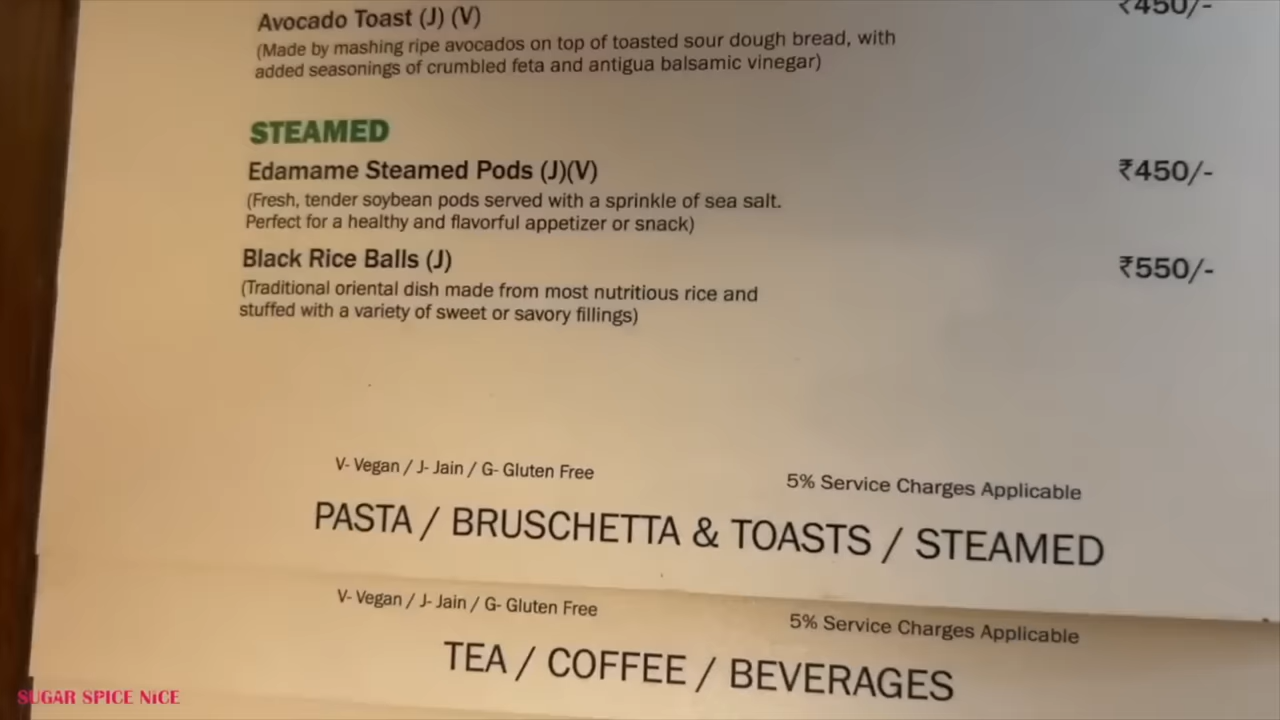 Avocado Toast (J) (V) ₹450/-
(Made by mashing ripe avocados on top of toasted sour dough bread, with
added seasonings of crumbled feta and antigua balsamic vinegar)
STEAMED
Edamame Steamed Pods (J)(V) ₹450/-
(Fresh, tender soybean pods served with a sprinkle of sea salt.
Perfect for a healthy and flavorful appetizer or snack)
Black Rice Balls (J) ₹550/-
(Traditional oriental dish made from most nutritious rice and
stuffed with a variety of sweet or savory fillings)
V- Vegan / J- Jain / G- Gluten Free 5% Service Charges Applicable
PASTA / BRUSCHETTA & TOASTS / STEAMED
V- Vegan / J- Jain / G- Gluten Free 5% Service Charges Applicable
TEA / COFFEE / BEVERAGES
SUGAR SPICE NiCE